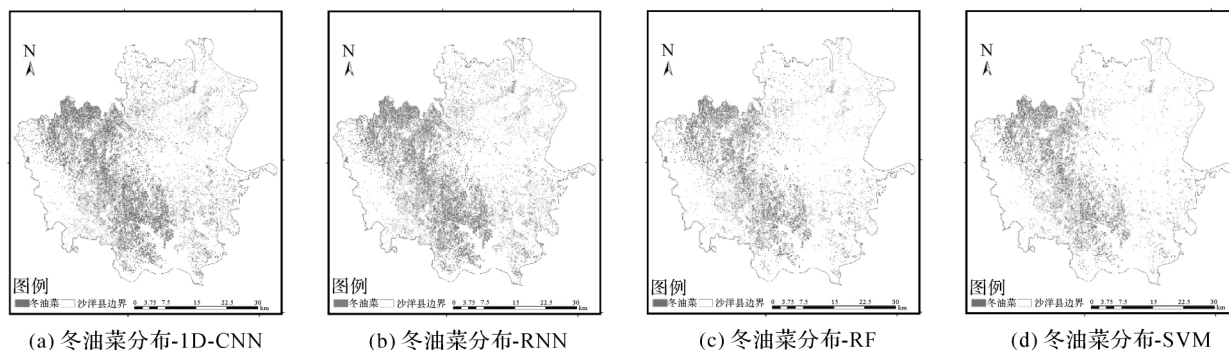 N
图例
冬油菜 沙洋县边界 0 3.75 7.5 15 22.5 30 km
(a) 冬油菜分布-1D-CNN
N
图例
冬油菜 沙洋县边界 0 3.75 7.5 15 22.5 30 km
(b) 冬油菜分布-RNN
N
图例
冬油菜 沙洋县边界 0 3.75 7.5 15 22.5 30 km
(c) 冬油菜分布-RF
N
图例
冬油菜 沙洋县边界 0 3.75 7.5 15 22.5 30 km
(d) 冬油菜分布-SVM